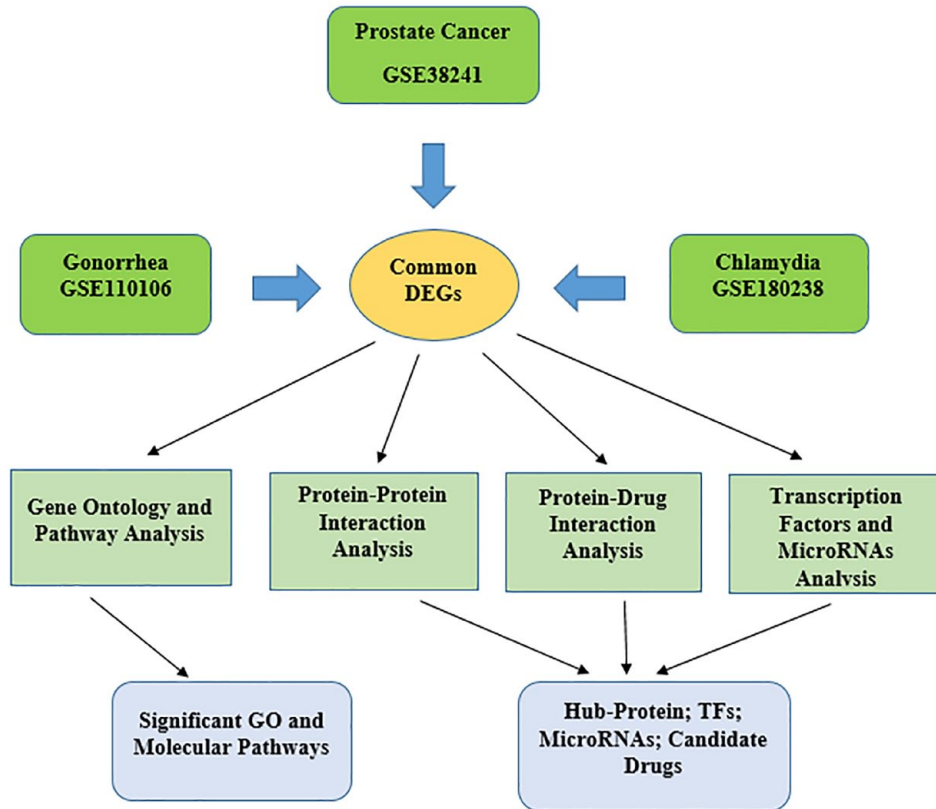 Prostate Cancer
GSE38241
Gonorrhea
GSE110106
Common
DEGs
Chlamydia
GSE180238
Gene Ontology and
Pathway Analysis
Protein-Protein
Interaction
Analysis
Protein-Drug
Interaction
Analysis
Transcription
Factors and
MicroRNAs
Analysis
Significant GO and
Molecular Pathways
Hub-Protein; TFs;
MicroRNAs; Candidate
Drugs